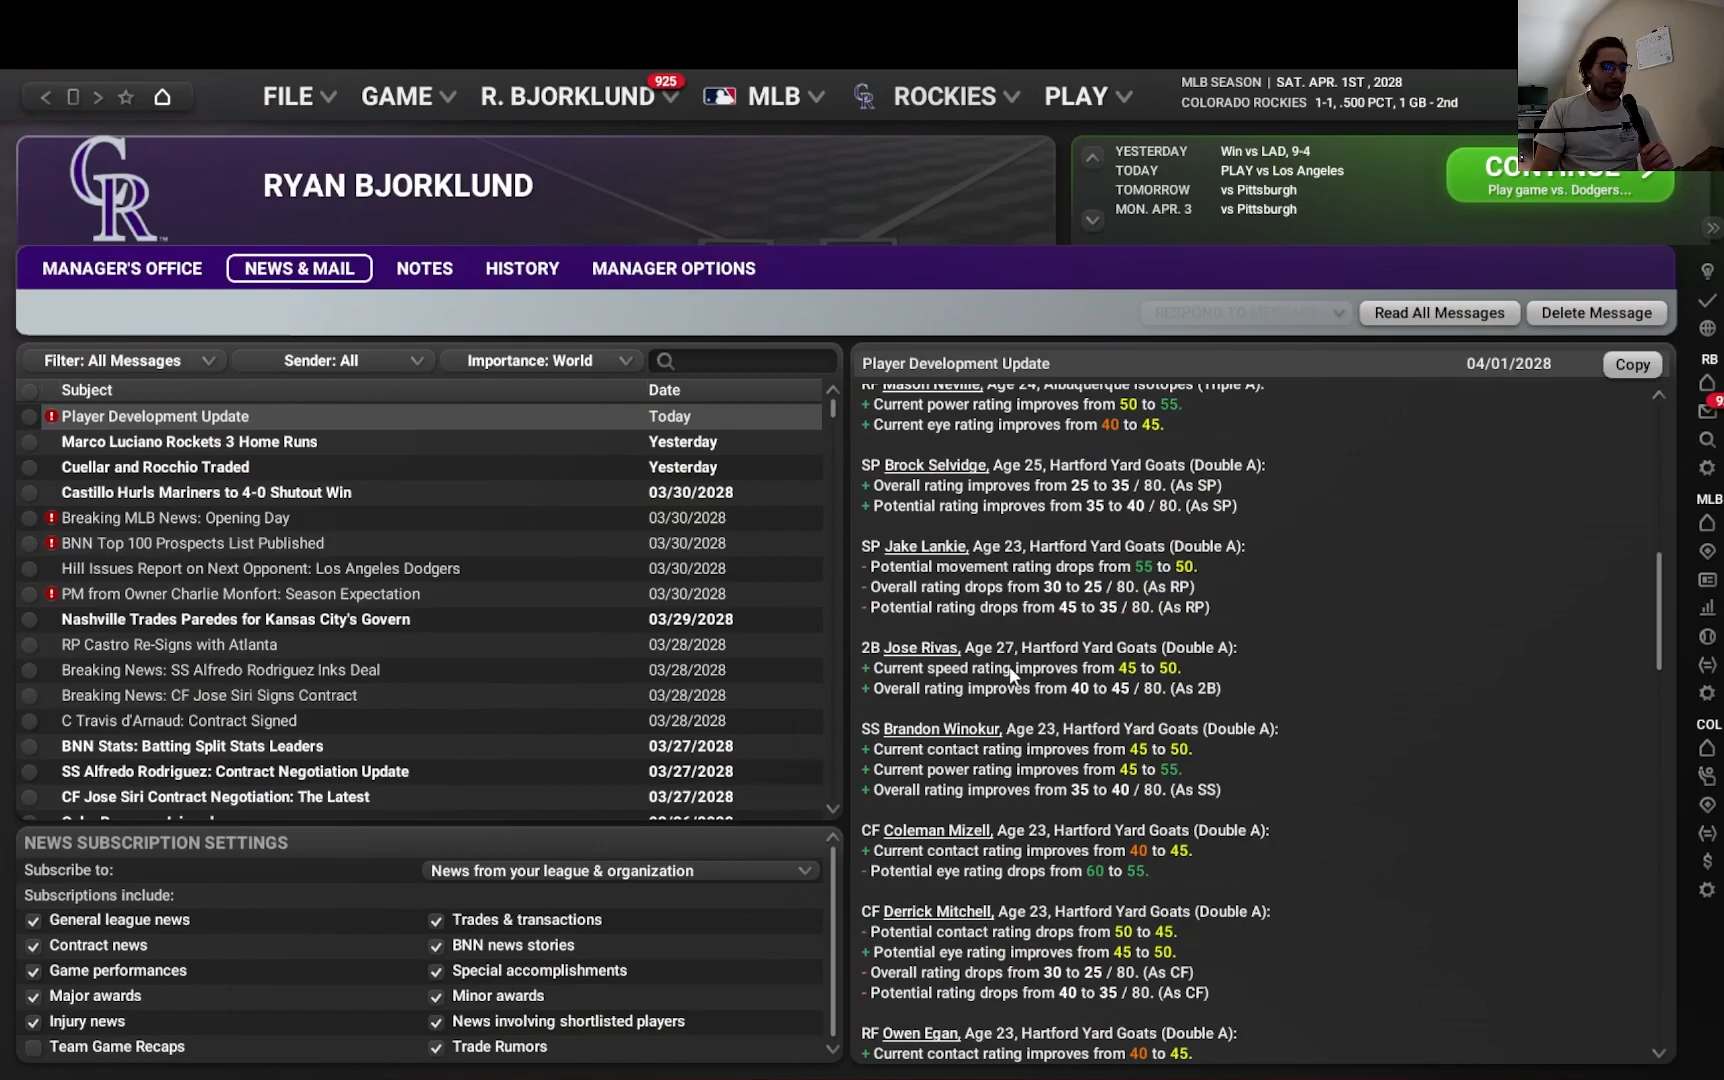 FILE
GAME
R. BJORKLUND
925
MLB
ROCKIES
PLAY
MLB SEASON | SAT. APR. 1ST , 2028
COLORADO ROCKIES 1-1, .500 PCT, 1 GB - 2nd
RYAN BJORKLUND
YESTERDAY Win vs LAD, 9-4
TODAY PLAY vs Los Angeles
TOMORROW vs Pittsburgh
MON. APR. 3 vs Pittsburgh
Play game vs. Dodgers...
MANAGER'S OFFICE
NEWS & MAIL
NOTES
HISTORY
MANAGER OPTIONS
RESPOND TO MESSAGE...
Read All Messages
Delete Message
Filter: All Messages
Sender: All
Importance: World
Subject Date
Player Development Update Today
Marco Luciano Rockets 3 Home Runs Yesterday
Cuellar and Rocchio Traded Yesterday
Castillo Hurls Mariners to 4-0 Shutout Win 03/30/2028
Breaking MLB News: Opening Day 03/30/2028
BNN Top 100 Prospects List Published 03/30/2028
Hill Issues Report on Next Opponent: Los Angeles Dodgers 03/30/2028
PM from Owner Charlie Monfort: Season Expectation 03/30/2028
Nashville Trades Paredes for Kansas City's Govern 03/29/2028
RP Castro Re-Signs with Atlanta 03/28/2028
Breaking News: SS Alfredo Rodriguez Inks Deal 03/28/2028
Breaking News: CF Jose Siri Signs Contract 03/28/2028
C Travis d'Arnaud: Contract Signed 03/28/2028
BNN Stats: Batting Split Stats Leaders 03/27/2028
SS Alfredo Rodriguez: Contract Negotiation Update 03/27/2028
CF Jose Siri Contract Negotiation: The Latest 03/27/2028
NEWS SUBSCRIPTION SETTINGS
Subscribe to: News from your league & organization
Subscriptions include:
General league news Trades & transactions
Contract news BNN news stories
Game performances Special accomplishments
Major awards Minor awards
Injury news News involving shortlisted players
Team Game Recaps Trade Rumors
Player Development Update 04/01/2028
Copy
RF Mason Neville, Age 24, Albuquerque Isotopes (Triple A):
+ Current power rating improves from 50 to 55.
+ Current eye rating improves from 40 to 45.
SP Brock Selvidge, Age 25, Hartford Yard Goats (Double A):
+ Overall rating improves from 25 to 35 / 80. (As SP)
+ Potential rating improves from 35 to 40 / 80. (As SP)
SP Jake Lankie, Age 23, Hartford Yard Goats (Double A):
- Potential movement rating drops from 55 to 50.
- Overall rating drops from 30 to 25 / 80. (As RP)
- Potential rating drops from 45 to 35 / 80. (As RP)
2B Jose Rivas, Age 27, Hartford Yard Goats (Double A):
+ Current speed rating improves from 45 to 50.
+ Overall rating improves from 40 to 45 / 80. (As 2B)
SS Brandon Winokur, Age 23, Hartford Yard Goats (Double A):
+ Current contact rating improves from 45 to 50.
+ Current power rating improves from 45 to 55.
+ Overall rating improves from 35 to 40 / 80. (As SS)
CF Coleman Mizell, Age 23, Hartford Yard Goats (Double A):
+ Current contact rating improves from 40 to 45.
- Potential eye rating drops from 60 to 55.
CF Derrick Mitchell, Age 23, Hartford Yard Goats (Double A):
- Potential contact rating drops from 50 to 45.
+ Potential eye rating improves from 45 to 50.
- Overall rating drops from 30 to 25 / 80. (As CF)
- Potential rating drops from 40 to 35 / 80. (As CF)
RF Owen Egan, Age 23, Hartford Yard Goats (Double A):
+ Current contact rating improves from 40 to 45.
RB
MLB
COL